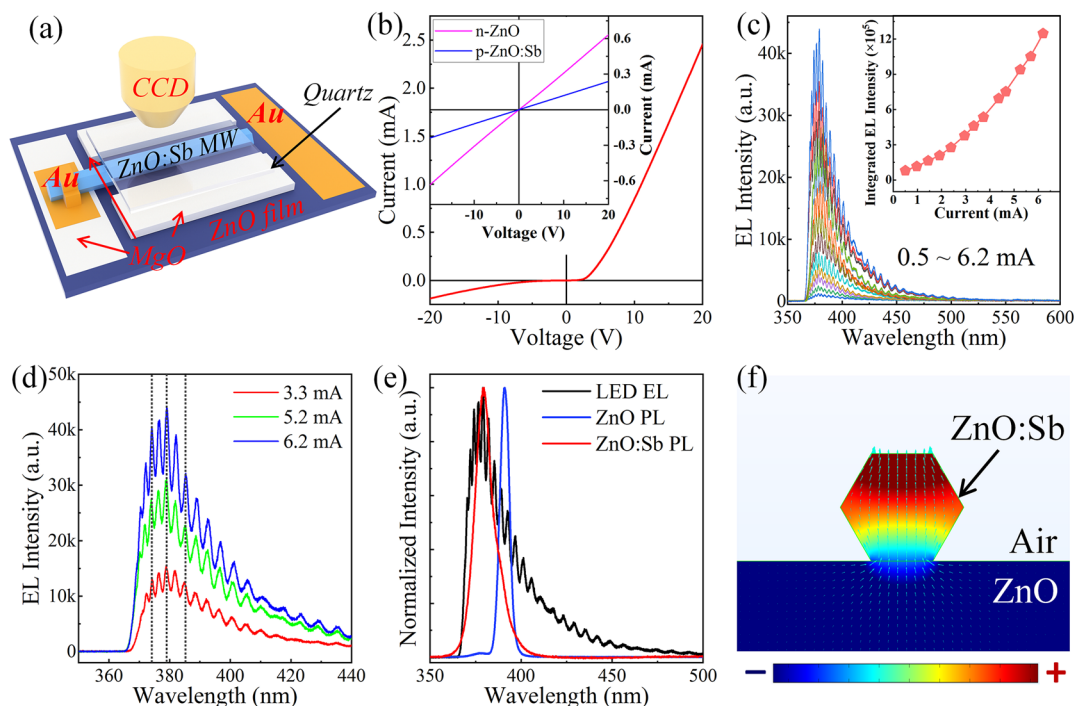 (a)
CCD
Quartz
Au
ZnO:Sb MW
Au
MgO
ZnO film
(b)
n-ZnO
p-ZnO:Sb
2.5
2.0
1.5
1.0
0.5
0.0
Current (mA)
0.6
0.3
0.0
-0.3
-0.6
Current (mA)
-10 0 10 20
Voltage (V)
-20 -10 0 10 20
Voltage (V)
(c)
EL Intensity (a.u.)
40k
30k
20k
10k
0
Integrated EL Intensity (×10⁵)
12
8
4
0
0 1 2 3 4 5 6
Current (mA)
0.5 ~ 6.2 mA
350 400 450 500 550 600
Wavelength (nm)
(d)
EL Intensity (a.u.)
50k
40k
30k
20k
10k
0
3.3 mA
5.2 mA
6.2 mA
360 380 400 420 440
Wavelength (nm)
(e)
Normalized Intensity (a.u.)
LED EL
ZnO PL
ZnO:Sb PL
350 400 450 500
Wavelength (nm)
(f)
ZnO:Sb
Air
ZnO
− +